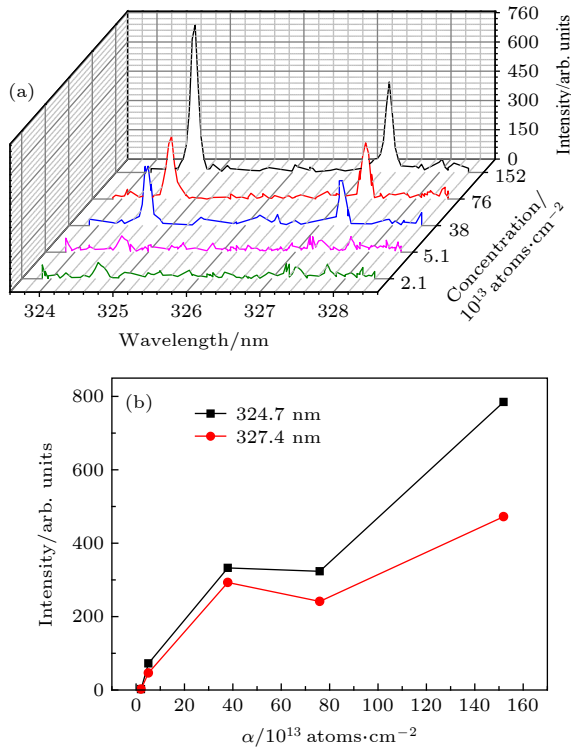 (a)
760
600
450
300
150
0
Intensity/arb. units
152
76
38
5.1
2.1
Concentration/
10¹³ atoms·cm⁻²
324 325 326 327 328
Wavelength/nm
(b)
324.7 nm
327.4 nm
800
600
400
200
0
Intensity/arb. units
0 20 40 60 80 100 120 140 160
α/10¹³ atoms·cm⁻²